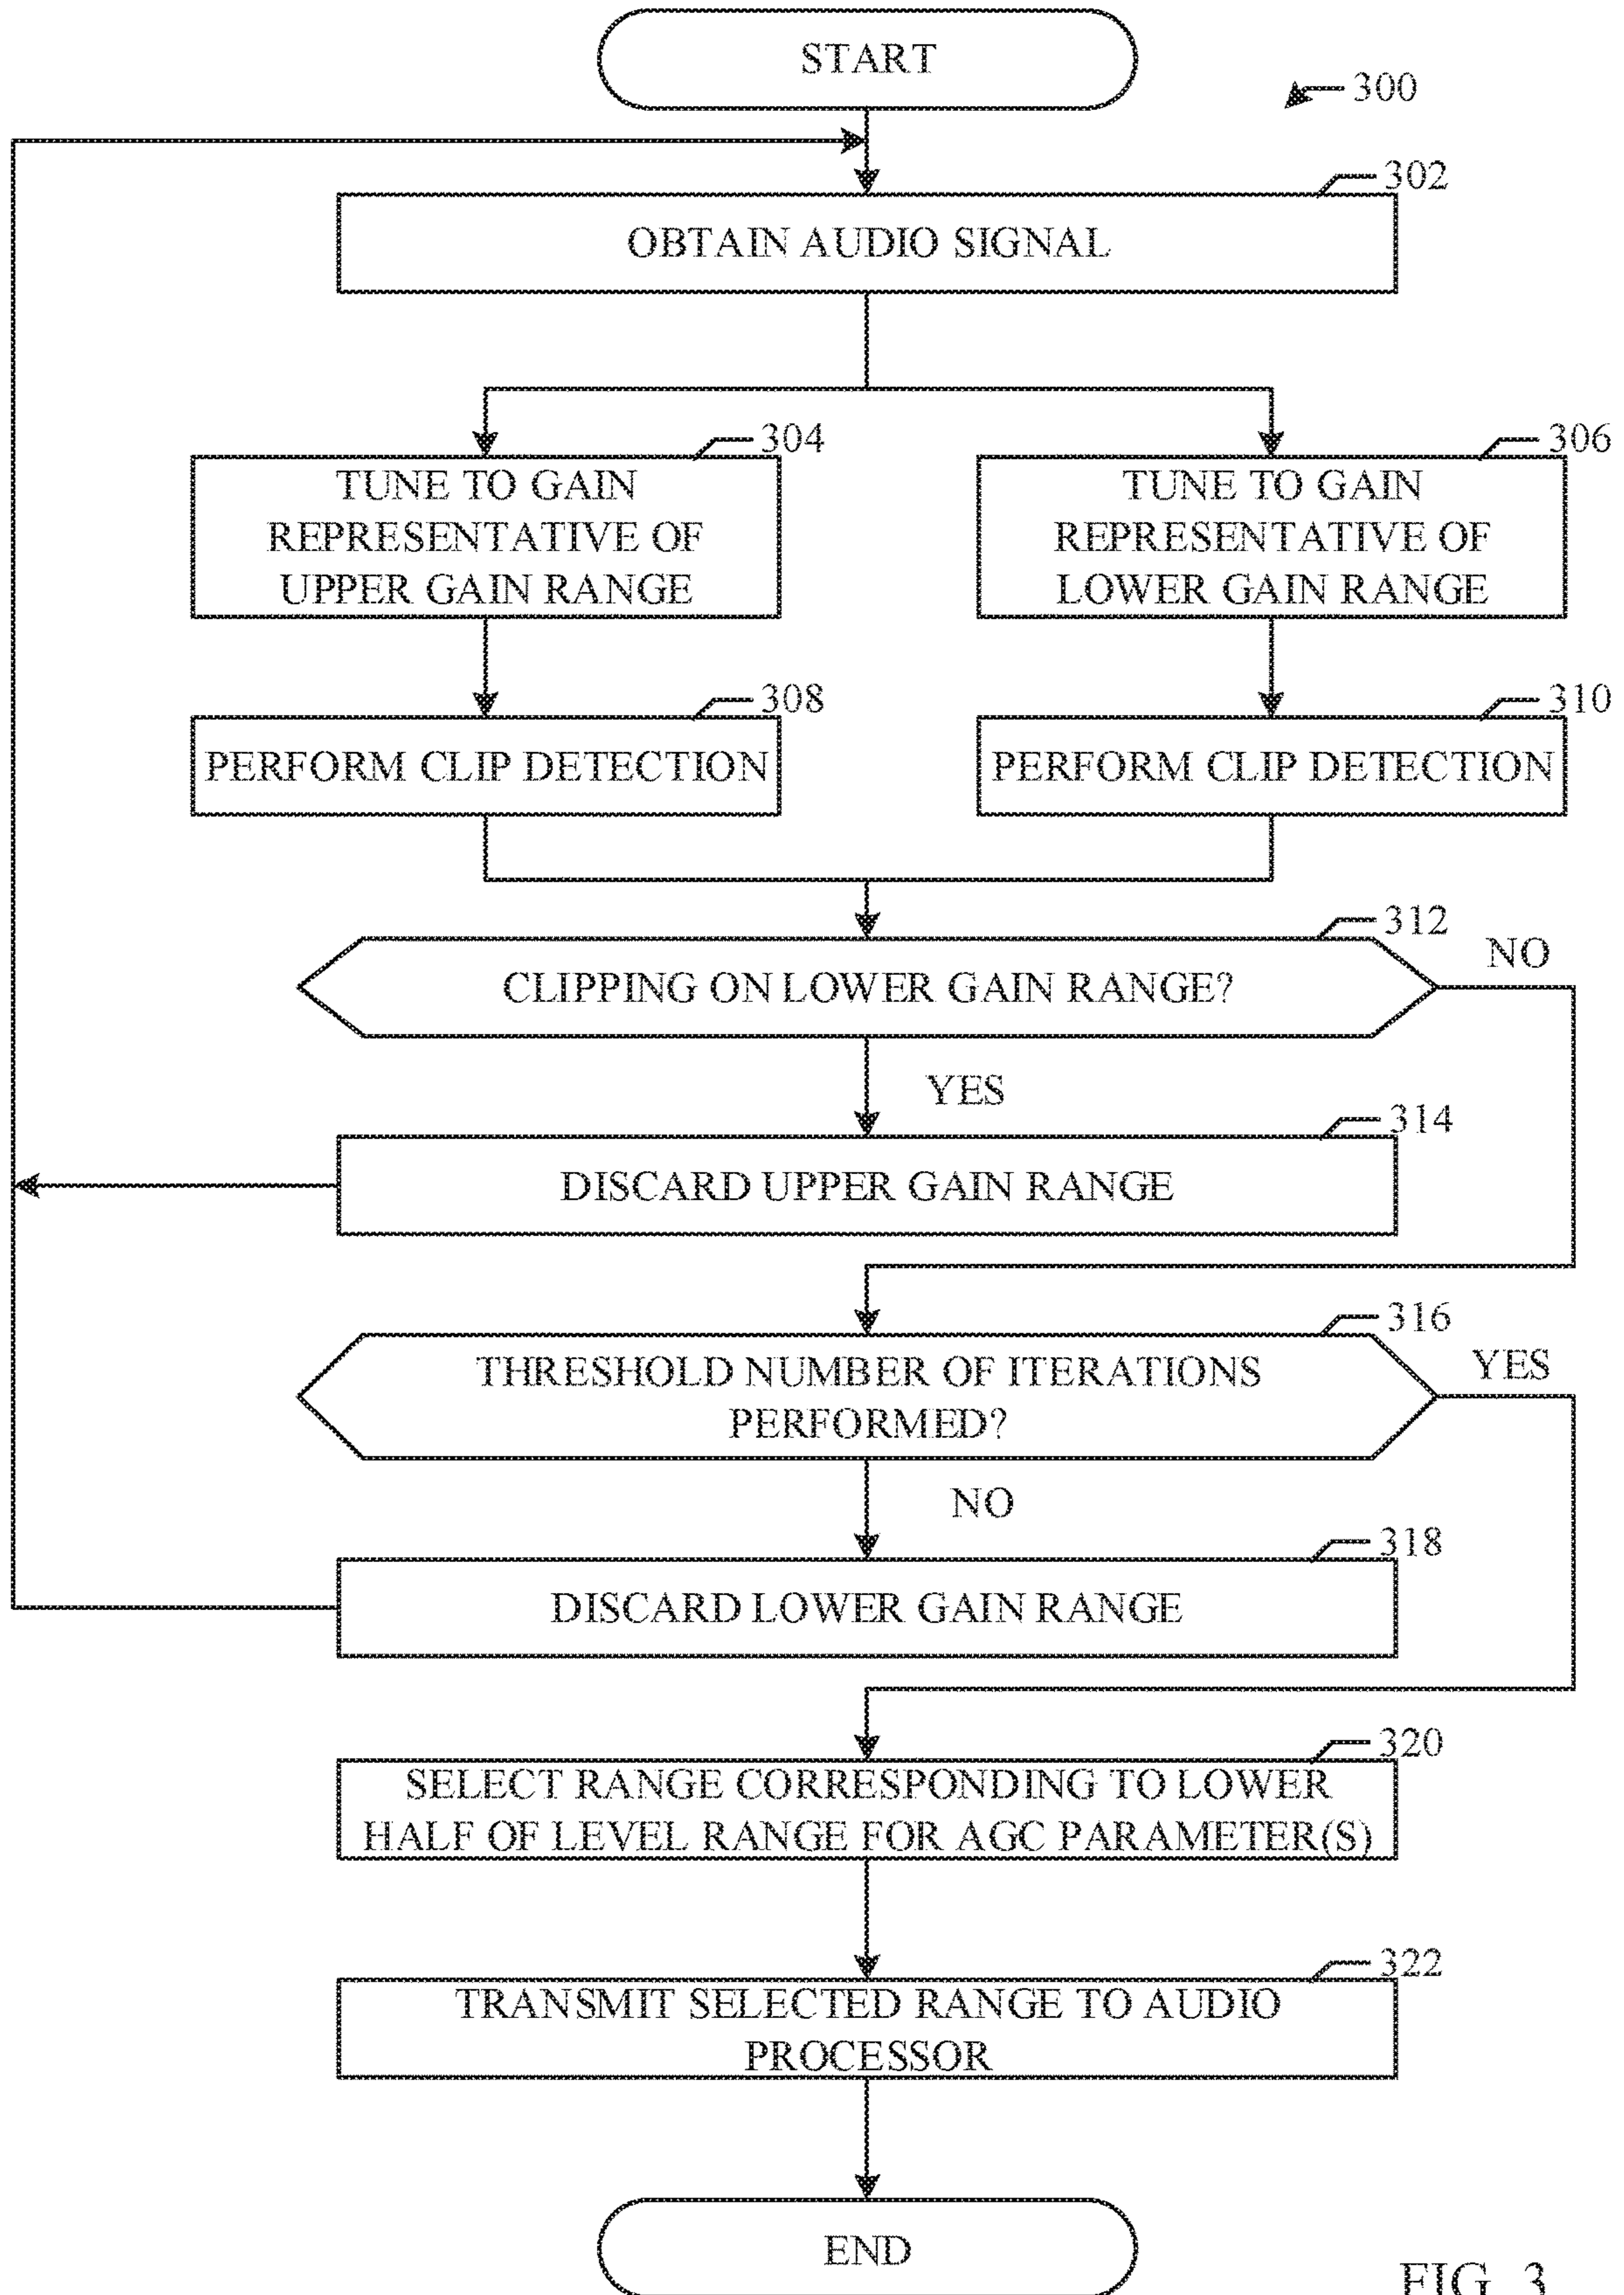 START
300
302
OBTAIN AUDIO SIGNAL
304
306
TUNE TO GAIN
REPRESENTATIVE OF
UPPER GAIN RANGE
TUNE TO GAIN
REPRESENTATIVE OF
LOWER GAIN RANGE
308
310
PERFORM CLIP DETECTION
PERFORM CLIP DETECTION
312
NO
CLIPPING ON LOWER GAIN RANGE?
YES
314
DISCARD UPPER GAIN RANGE
316
YES
THRESHOLD NUMBER OF ITERATIONS
PERFORMED?
NO
318
DISCARD LOWER GAIN RANGE
320
SELECT RANGE CORRESPONDING TO LOWER
HALF OF LEVEL RANGE FOR AGC PARAMETER(S)
322
TRANSMIT SELECTED RANGE TO AUDIO
PROCESSOR
END
FIG. 3